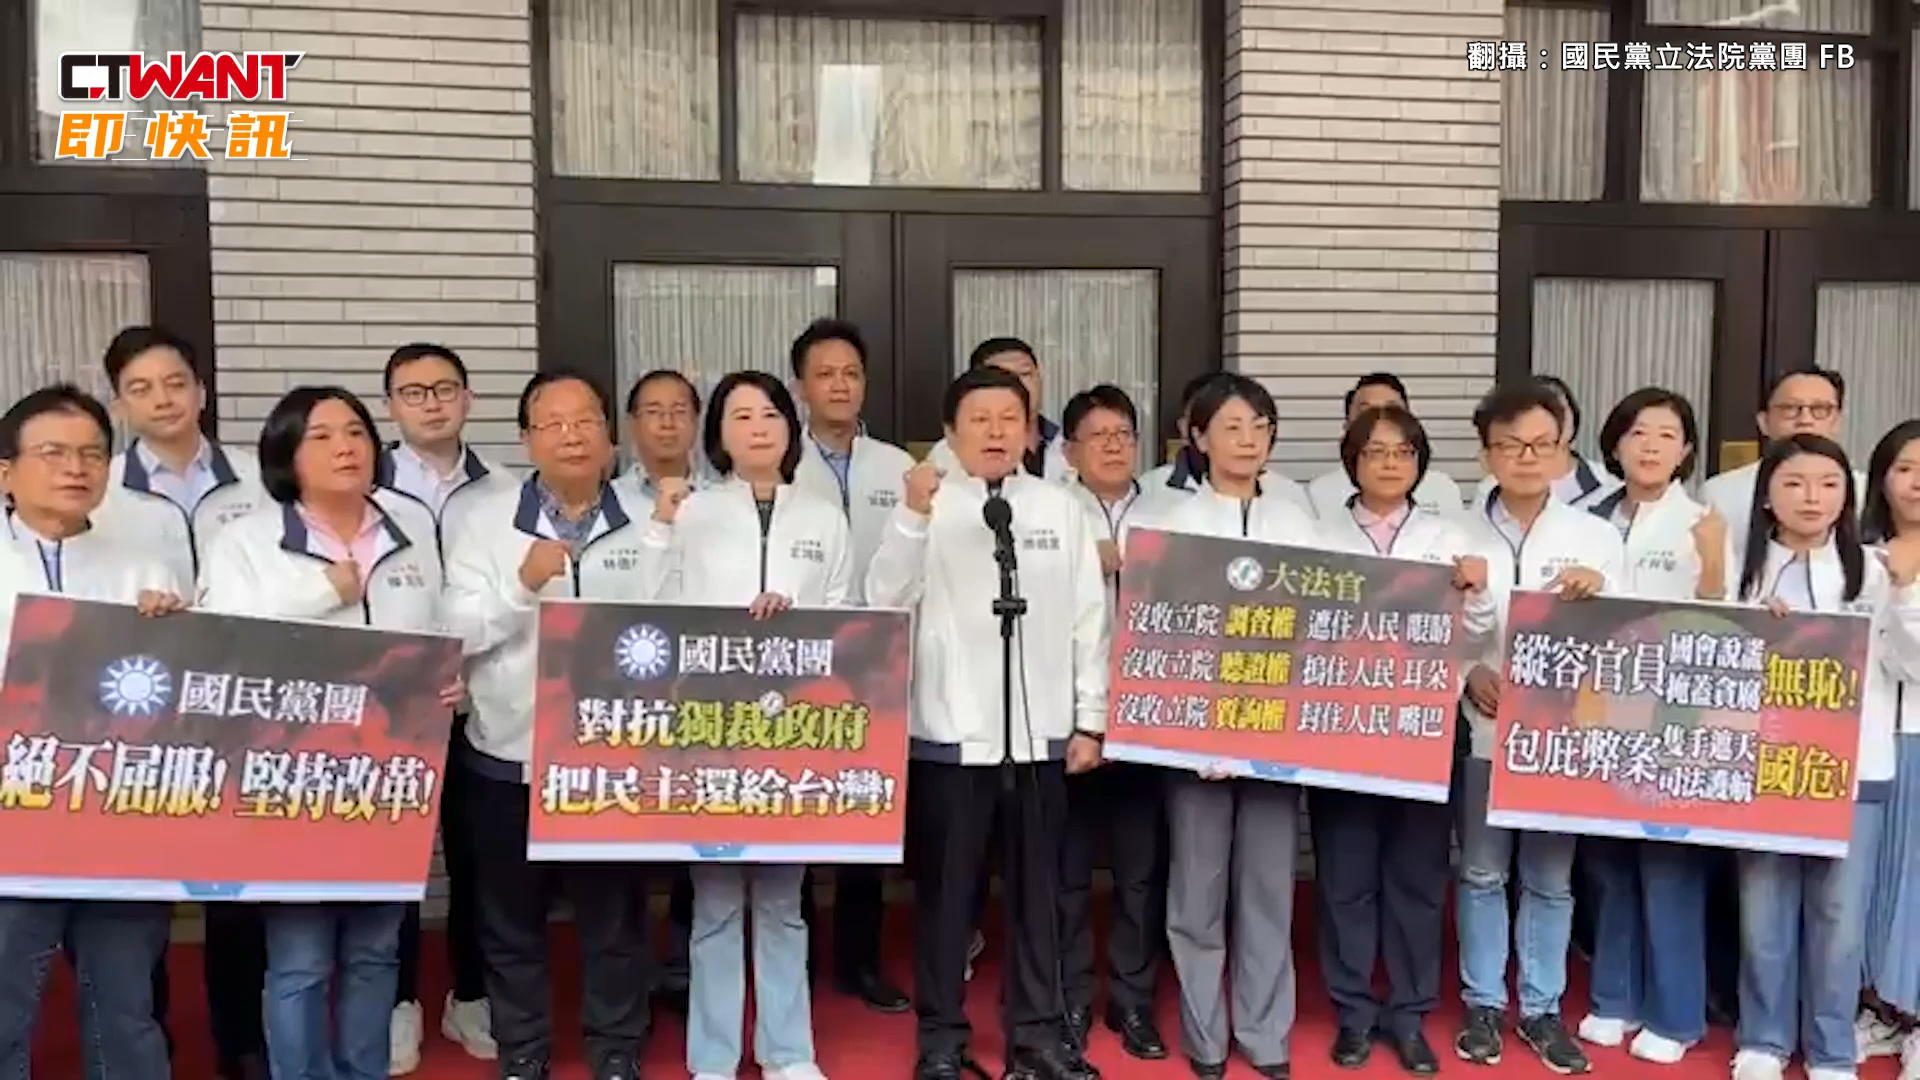 CTWANT
即快訊
翻攝：國民黨立法院黨團 FB
國民黨團
絕不屈服！堅持改革！
國民黨團
對抗獨裁政府
把民主還給台灣！
大法官
沒收立院 調查權 遮住人民 眼睛
沒收立院 聽證權 摀住人民 耳朵
沒收立院 質詢權 封住人民 嘴巴
縱容官員 國會說謊 掩蓋貪腐 無恥！
包庇弊案 隻手遮天 司法護航 國危！